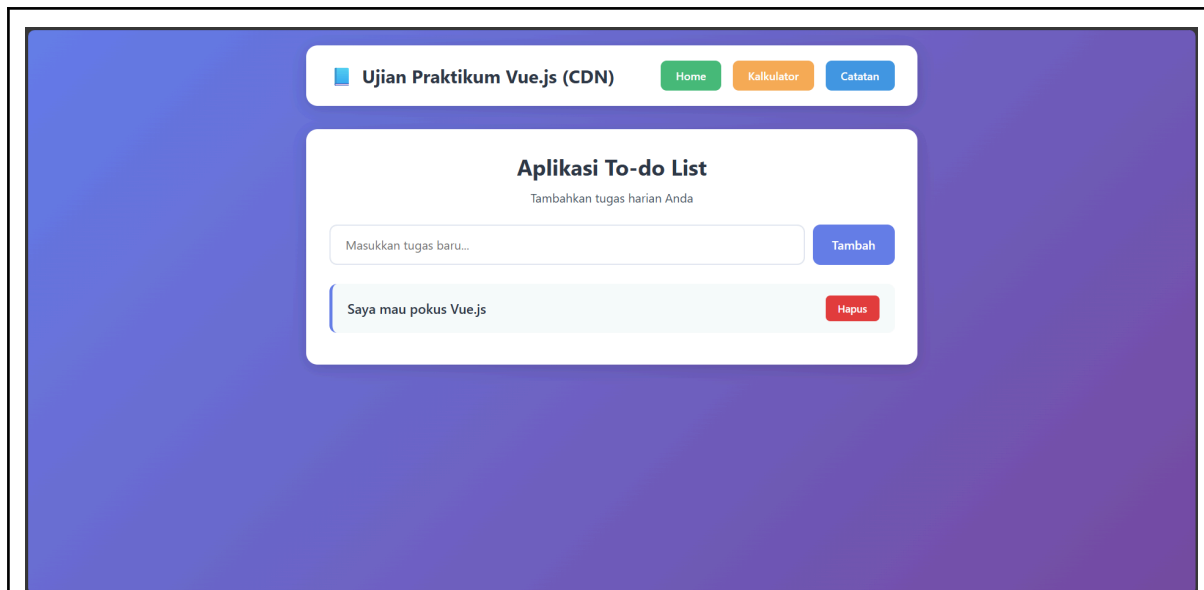 Ujian Praktikum Vue.js (CDN)
Home
Kalkulator
Catatan
Aplikasi To-do List
Tambahkan tugas harian Anda
Masukkan tugas baru...
Tambah
Saya mau pokus Vue.js
Hapus